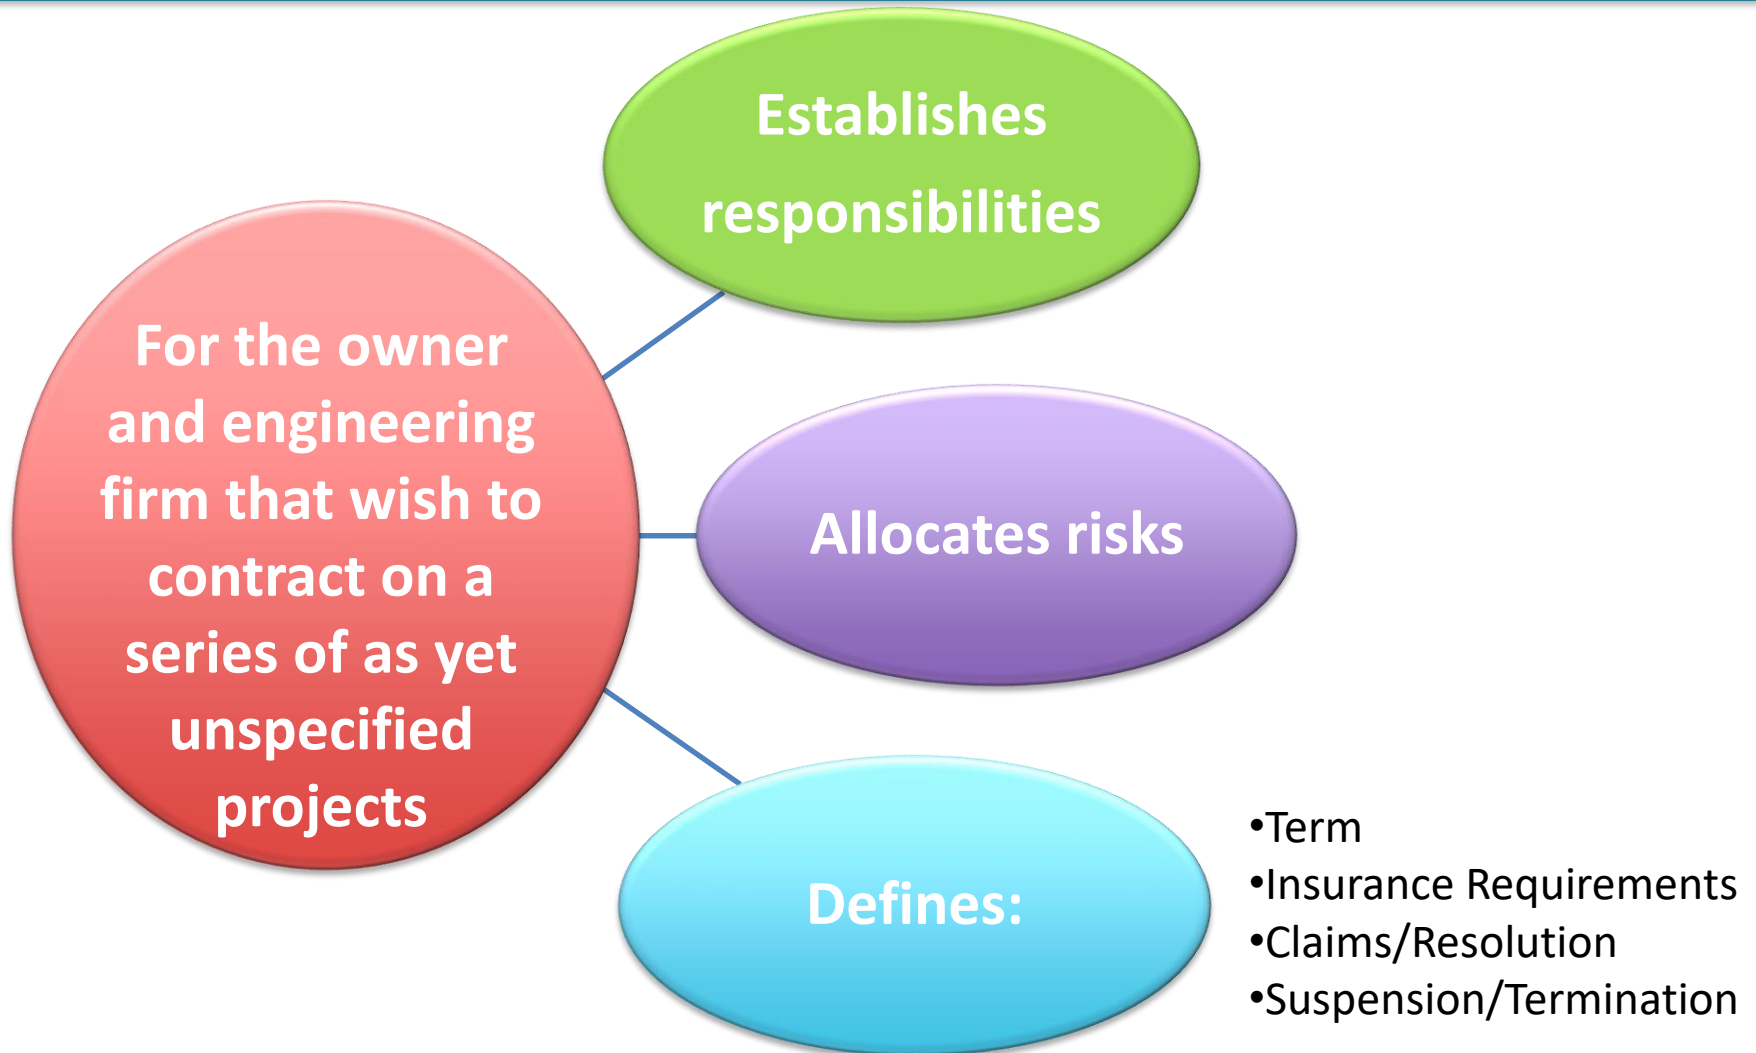 For the owner
and engineering
firm that wish to
contract on a
series of as yet
unspecified
projects
Establishes
responsibilities
Allocates risks
Defines:
•Term
•Insurance Requirements
•Claims/Resolution
•Suspension/Termination